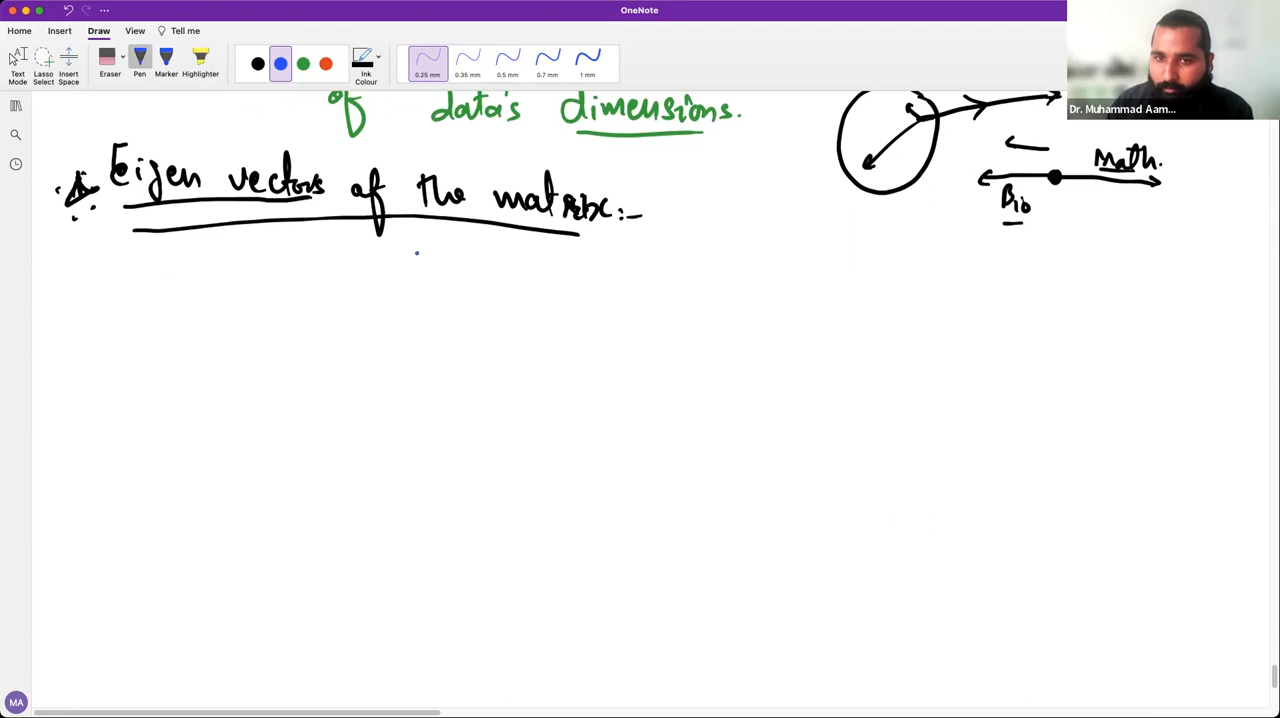 OneNote
Home Insert Draw View Tell me
Text Mode
Lasso Select
Insert Space
Eraser
Pen
Marker
Highlighter
Ink Colour
0.25 mm
0.35 mm
0.5 mm
0.7 mm
1 mm
Dr. Muhammad Aam...
of data's dimensions.
Math.
Bio
Eigen vectors of the matrix:-
MA